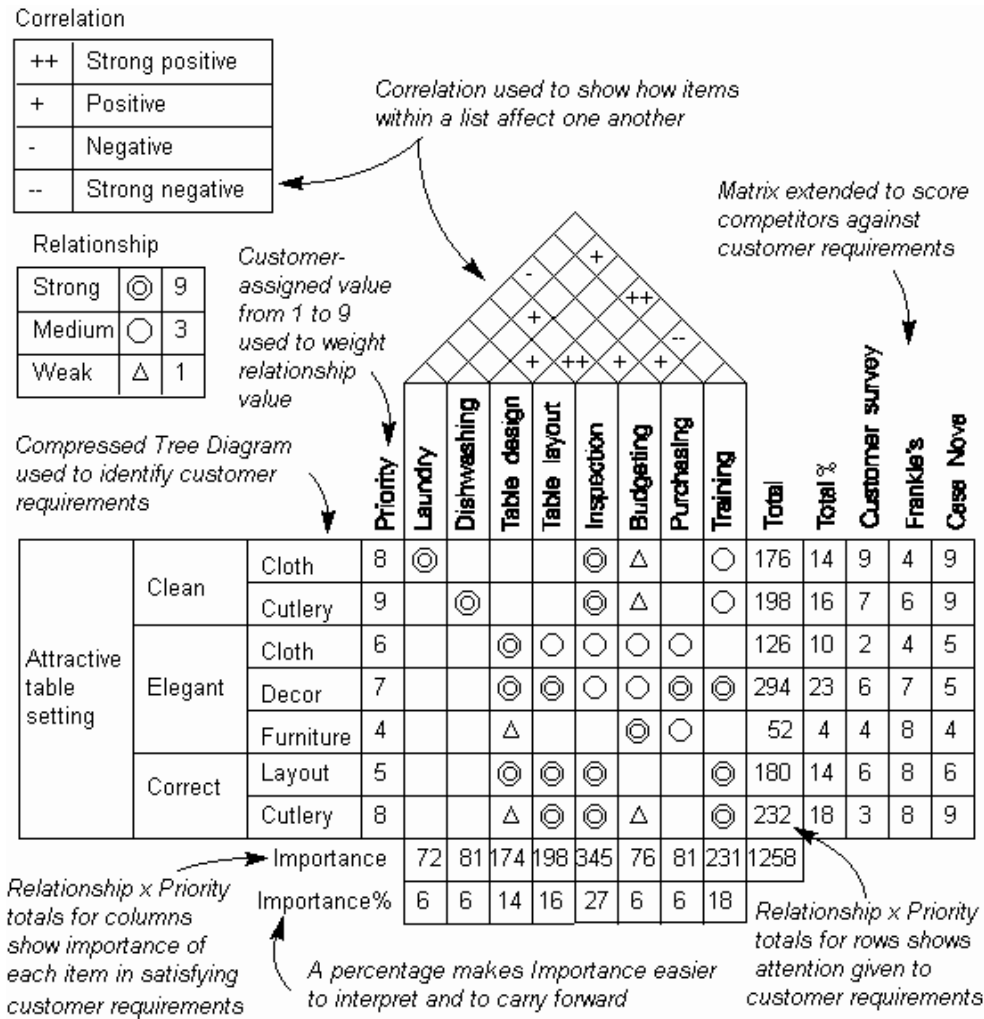 Correlation
++ Strong positive
+ Positive
- Negative
-- Strong negative
Correlation used to show how items
within a list affect one another
Matrix extended to score
competitors against
customer requirements
Relationship
Strong ◎ 9
Medium ○ 3
Weak △ 1
Customer-
assigned value
from 1 to 9
used to weight
relationship
value
Compressed Tree Diagram
used to identify customer
requirements
+
-
++
+
--
+ ++ + +
Priority Laundry Dishwashing Table design Table layout Inspection Budgeting Purchasing Training Total Total % Customer survey Frankie's Case Nove
Attractive
table
setting
Clean
Cloth 8 ◎ ◎ △ ○ 176 14 9 4 9
Cutlery 9 ◎ ◎ △ ○ 198 16 7 6 9
Elegant
Cloth 6 ◎ ○ ○ ○ ○ 126 10 2 4 5
Decor 7 ◎ ◎ ○ ○ ◎ ◎ 294 23 6 7 5
Furniture 4 △ ◎ ○ 52 4 4 8 4
Correct
Layout 5 ◎ ◎ ◎ ◎ 180 14 6 8 6
Cutlery 8 △ ◎ ◎ △ ◎ 232 18 3 8 9
Importance 72 81 174 198 345 76 81 231 1258
Importance% 6 6 14 16 27 6 6 18
Relationship x Priority
totals for columns
show importance of
each item in satisfying
customer requirements
A percentage makes Importance easier
to interpret and to carry forward
Relationship x Priority
totals for rows shows
attention given to
customer requirements